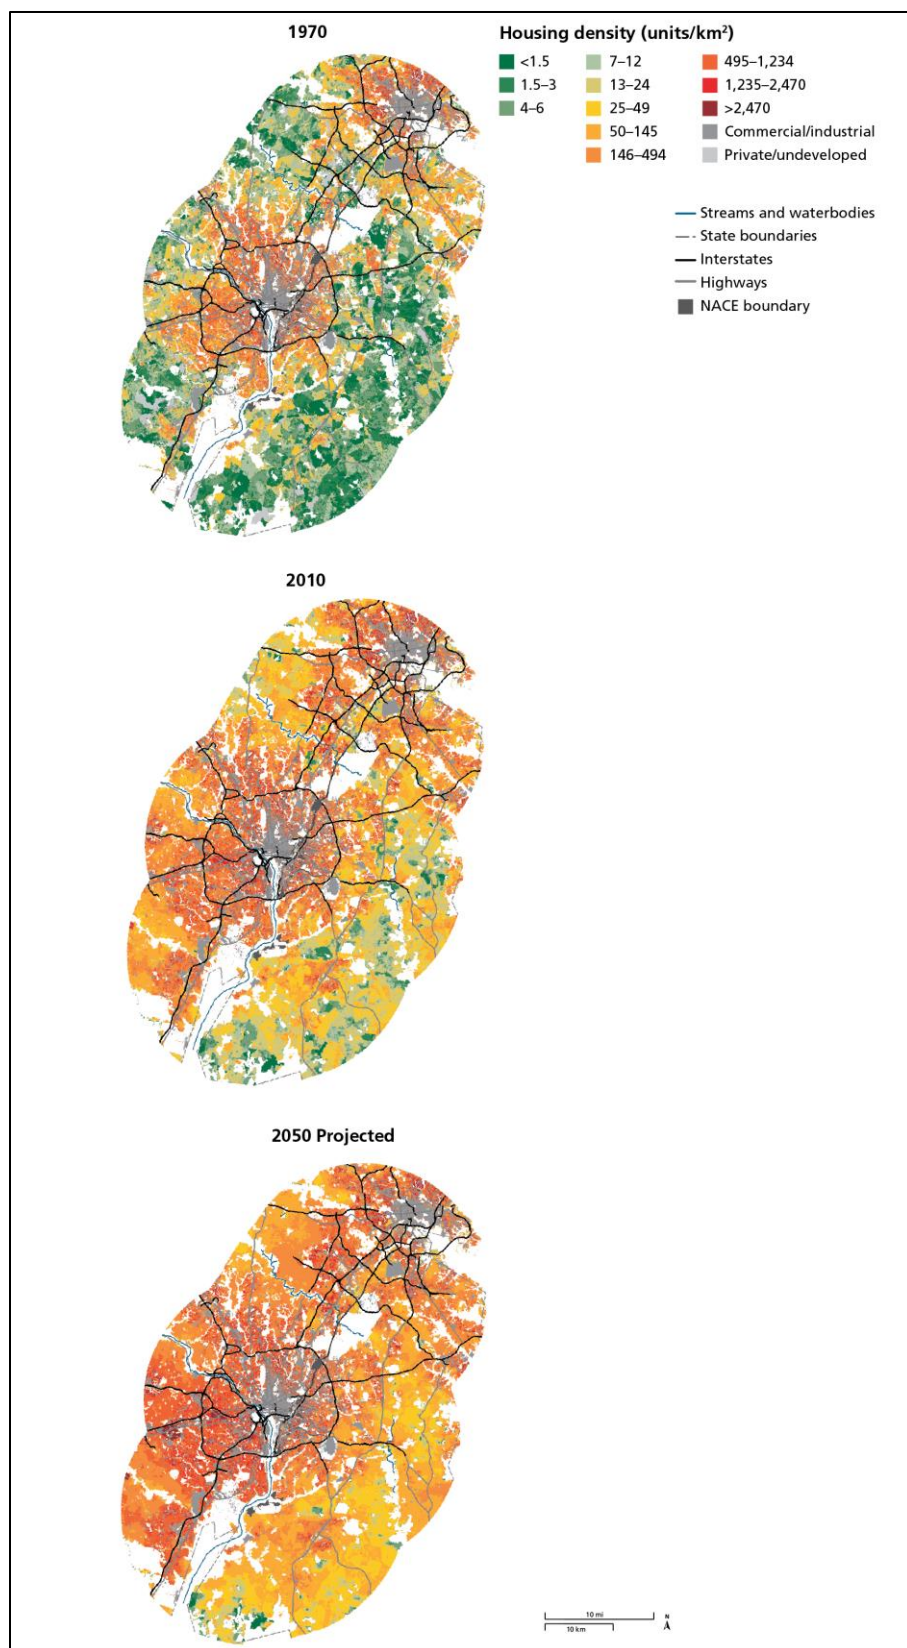 1970
Housing density (units/km²)
<1.5
1.5–3
4–6
7–12
13–24
25–49
50–145
146–494
495–1,234
1,235–2,470
>2,470
Commercial/industrial
Private/undeveloped
Streams and waterbodies
State boundaries
Interstates
Highways
NACE boundary
2010
2050 Projected
10 mi
10 km
N